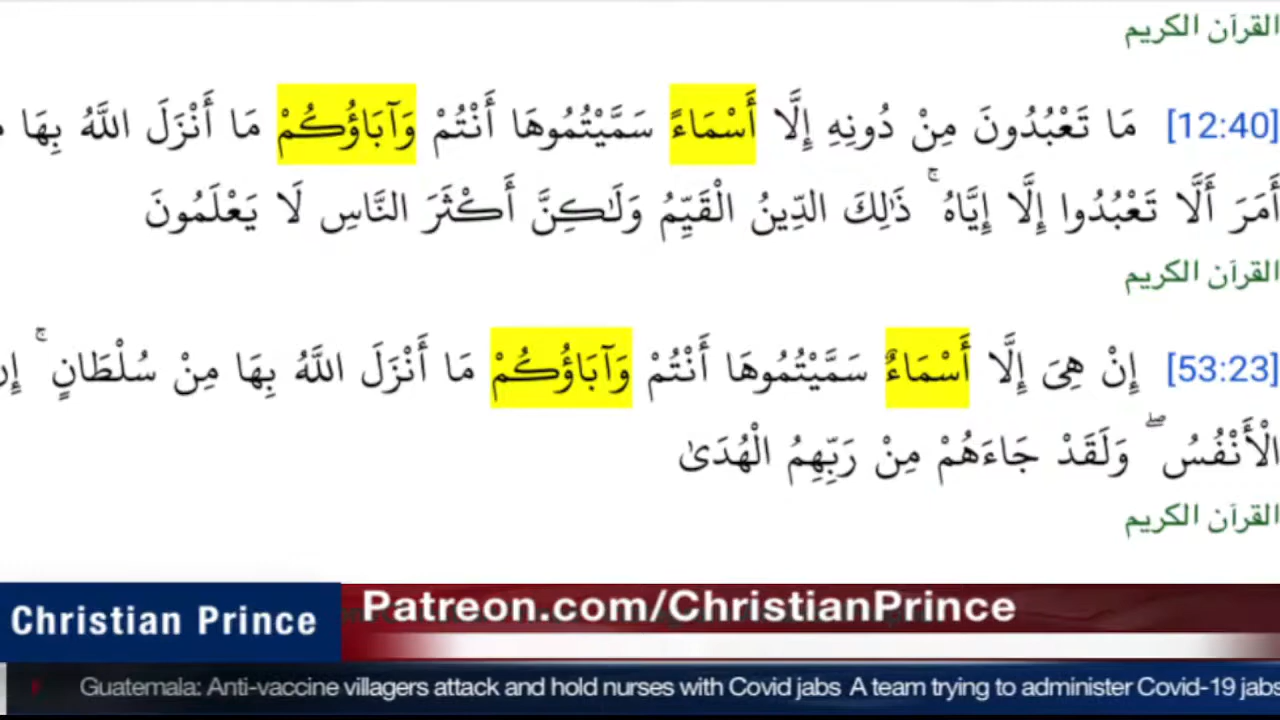 القرآن الكريم
[12:40] مَا تَعْبُدُونَ مِنْ دُونِهِ إِلَّا أَسْمَاءً سَمَّيْتُمُوهَا أَنْتُمْ وَآبَاؤُكُمْ مَا أَنْزَلَ اللَّهُ بِهَا
أَمَرَ أَلَّا تَعْبُدُوا إِلَّا إِيَّاهُ ۚ ذَٰلِكَ الدِّينُ الْقَيِّمُ وَلَٰكِنَّ أَكْثَرَ النَّاسِ لَا يَعْلَمُونَ
القرآن الكريم
[53:23] إِنْ هِيَ إِلَّا أَسْمَاءٌ سَمَّيْتُمُوهَا أَنْتُمْ وَآبَاؤُكُمْ مَا أَنْزَلَ اللَّهُ بِهَا مِنْ سُلْطَانٍ ۚ
الْأَنْفُسُ ۖ وَلَقَدْ جَاءَهُمْ مِنْ رَبِّهِمُ الْهُدَىٰ
القرآن الكريم
Christian Prince
Patreon.com/ChristianPrince
Guatemala: Anti-vaccine villagers attack and hold nurses with Covid jabs A team trying to administer Covid-19 jabs